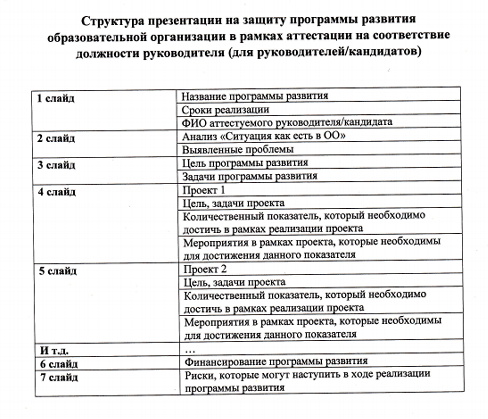 Структура презентации на защиту программы развития
образовательной организации в рамках аттестации на соответствие
должности руководителя (для руководителей/кандидатов)
1 слайд
Название программы развития
Сроки реализации
ФИО аттестуемого руководителя/кандидата
2 слайд
Анализ «Ситуация как есть в ОО»
Выявленные проблемы
3 слайд
Цель программы развития
Задачи программы развития
4 слайд
Проект 1
Цель, задачи проекта
Количественный показатель, который необходимо
достичь в рамках реализации проекта
Мероприятия в рамках проекта, которые необходимы
для достижения данного показателя
5 слайд
Проект 2
Цель, задачи проекта
Количественный показатель, который необходимо
достичь в рамках реализации проекта
Мероприятия в рамках проекта, которые необходимы
для достижения данного показателя
И т.д.
…
6 слайд
Финансирование программы развития
7 слайд
Риски, которые могут наступить в ходе реализации
программы развития